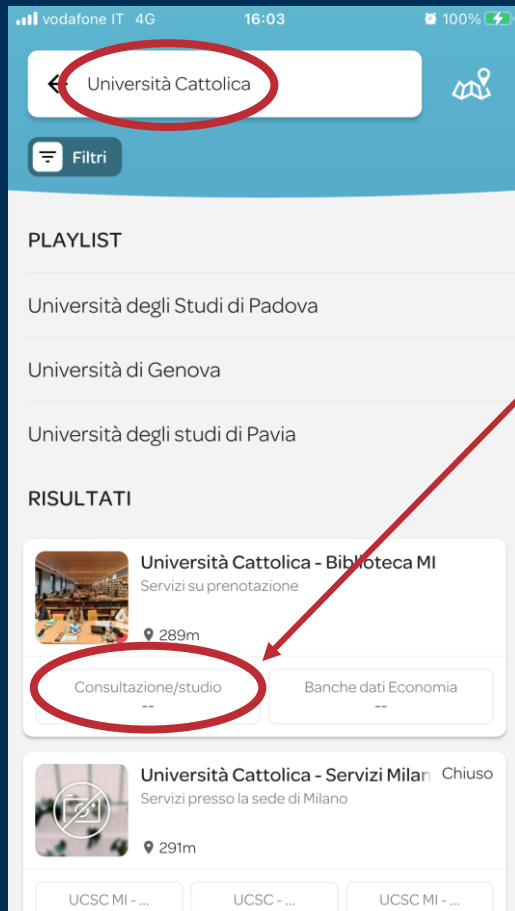 vodafone IT 4G 16:03 100%
Università Cattolica
Filtri
PLAYLIST
Università degli Studi di Padova
Università di Genova
Università degli studi di Pavia
RISULTATI
Università Cattolica - Biblioteca MI
Servizi su prenotazione
289m
Consultazione/studio
--
Banche dati Economia
--
Università Cattolica - Servizi Milan Chiuso
Servizi presso la sede di Milano
291m
UCSC MI - ...
UCSC - ...
UCSC MI - ...